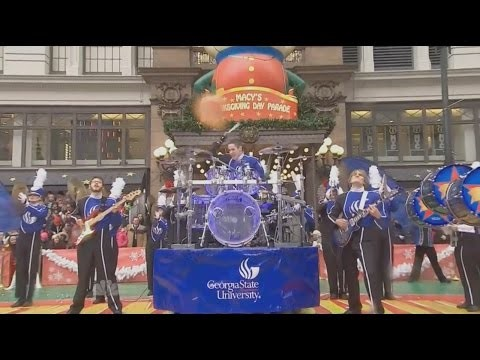 MACY'S
THANKSGIVING DAY PARADE
Georgia State
University